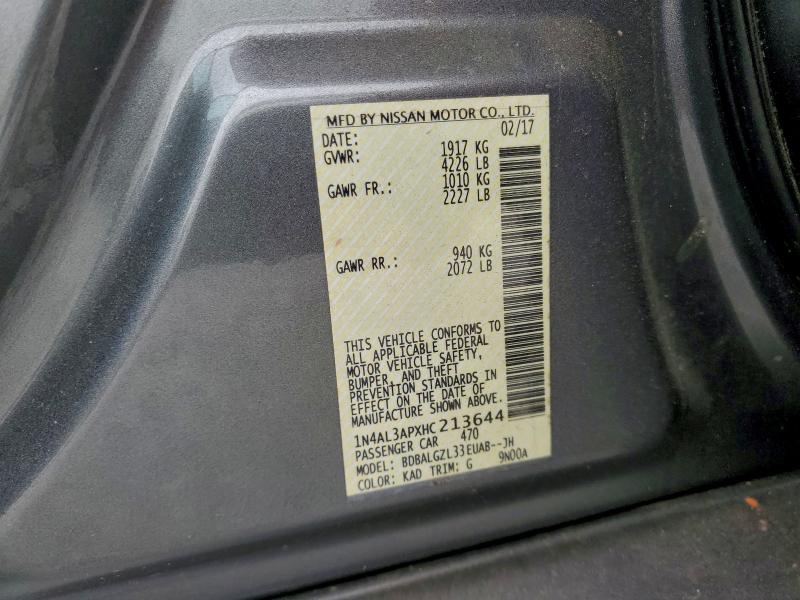 MFD BY NISSAN MOTOR CO., LTD.
DATE: 02/17
GVWR: 1917 KG
4226 LB
GAWR FR.: 1010 KG
2227 LB
GAWR RR.: 940 KG
2072 LB
THIS VEHICLE CONFORMS TO
ALL APPLICABLE FEDERAL
MOTOR VEHICLE SAFETY,
BUMPER, AND THEFT
PREVENTION STANDARDS IN
EFFECT ON THE DATE OF
MANUFACTURE SHOWN ABOVE.
1N4AL3APXHC213644
PASSENGER CAR 470
MODEL: BDBALGZL33EUAB--JH
COLOR: KAD TRIM: G 9N00A